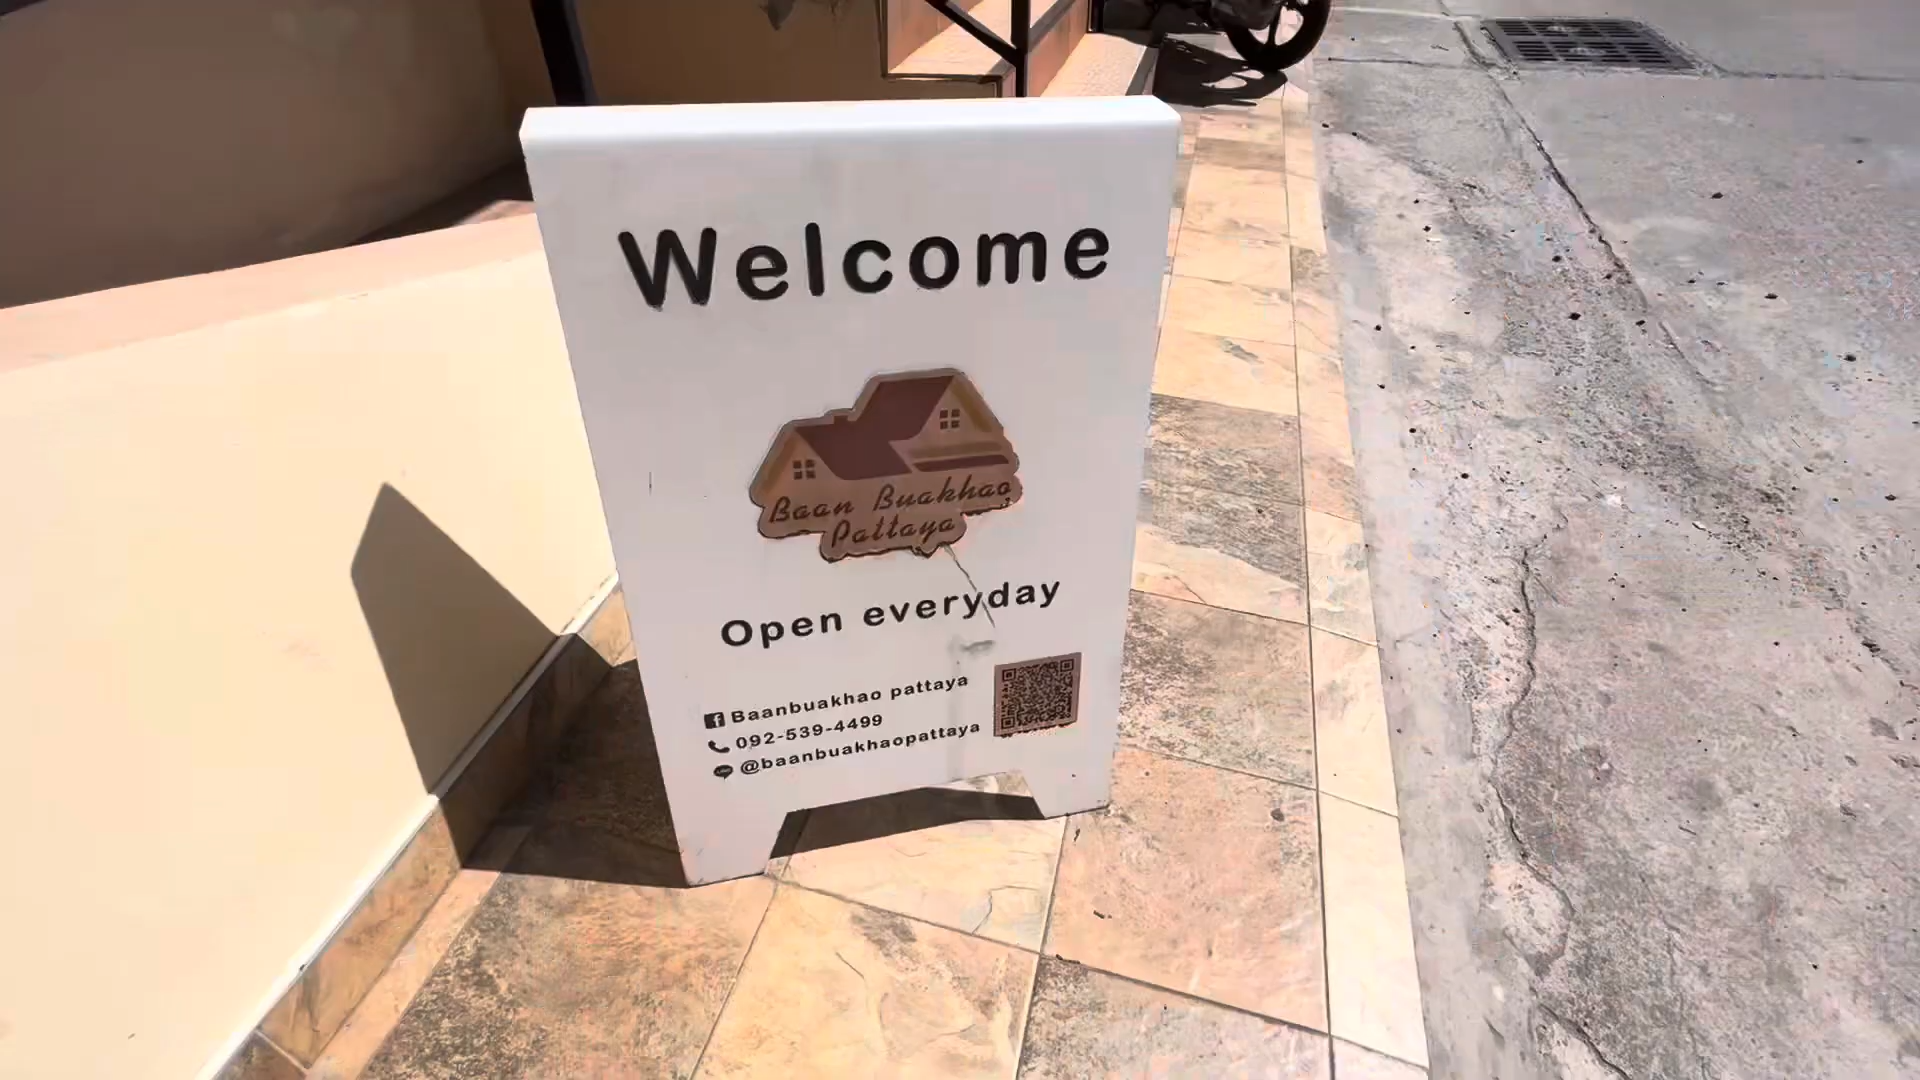 Welcome
Baan Buakhao
Pattaya
Open everyday
Baanbuakhao pattaya
092-539-4499
@baanbuakhaopattaya